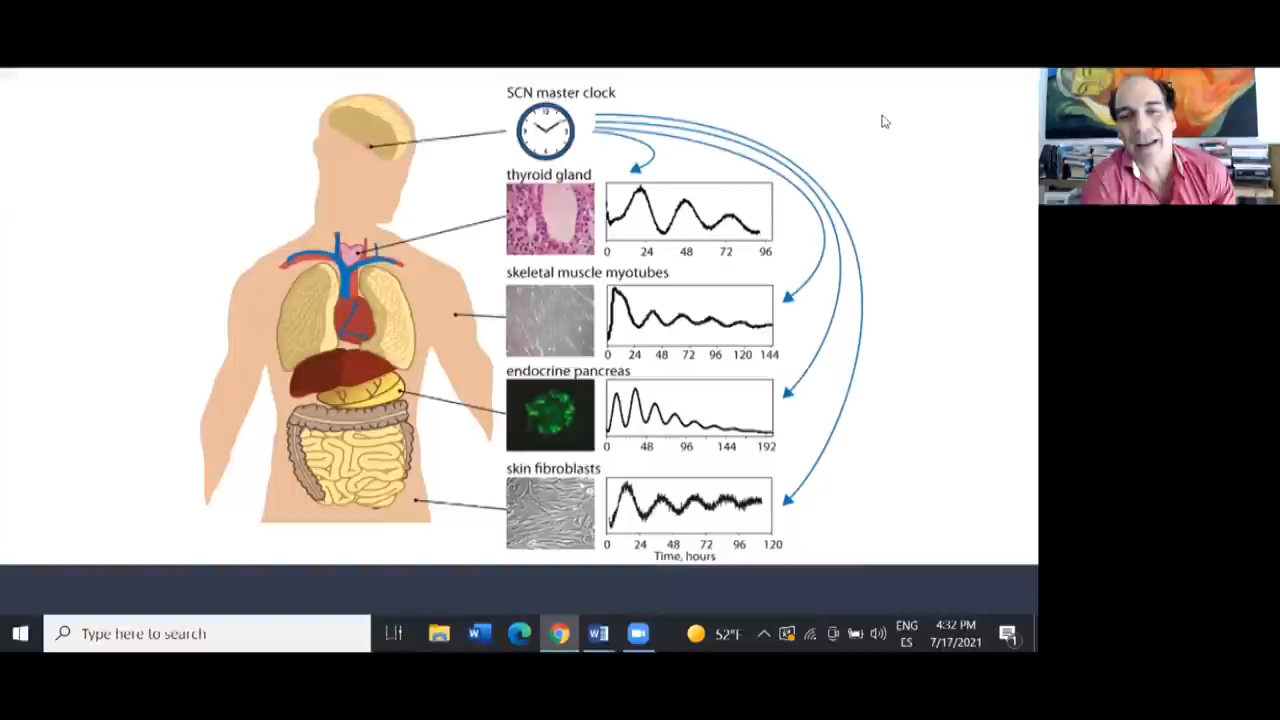 SCN master clock
thyroid gland
0 24 48 72 96
skeletal muscle myotubes
0 24 48 72 96 120 144
endocrine pancreas
0 48 96 144 192
skin fibroblasts
0 24 48 72 96 120
Time, hours
Type here to search
52°F
ENG
ES
4:32 PM
7/17/2021
1